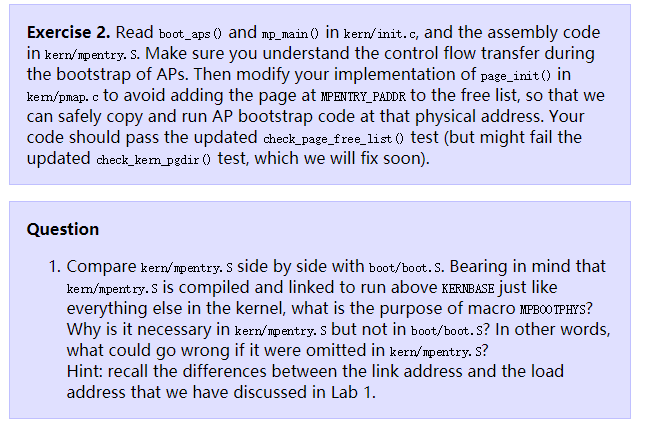 Exercise 2. Read boot_aps() and mp_main() in kern/init.c, and the assembly code
in kern/mpentry.S. Make sure you understand the control flow transfer during
the bootstrap of APs. Then modify your implementation of page_init() in
kern/pmap.c to avoid adding the page at MPENTRY_PADDR to the free list, so that we
can safely copy and run AP bootstrap code at that physical address. Your
code should pass the updated check_page_free_list() test (but might fail the
updated check_kern_pgdir() test, which we will fix soon).
Question
1. Compare kern/mpentry.S side by side with boot/boot.S. Bearing in mind that
kern/mpentry.S is compiled and linked to run above KERNBASE just like
everything else in the kernel, what is the purpose of macro MPBOOTPHYS?
Why is it necessary in kern/mpentry.S but not in boot/boot.S? In other words,
what could go wrong if it were omitted in kern/mpentry.S?
Hint: recall the differences between the link address and the load
address that we have discussed in Lab 1.